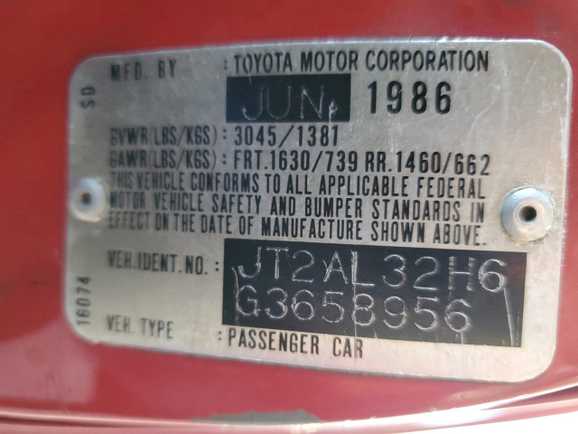 MFD. BY : TOYOTA MOTOR CORPORATION
JUN. 1986
GVWR(LBS/KGS) : 3045/1381
GAWR(LBS/KGS) : FRT.1630/739 RR.1460/662
THIS VEHICLE CONFORMS TO ALL APPLICABLE FEDERAL
MOTOR VEHICLE SAFETY AND BUMPER STANDARDS IN
EFFECT ON THE DATE OF MANUFACTURE SHOWN ABOVE.
VEH. IDENT. NO. : JT2AL32H6
G3658956
VEH. TYPE : PASSENGER CAR
16074 SD